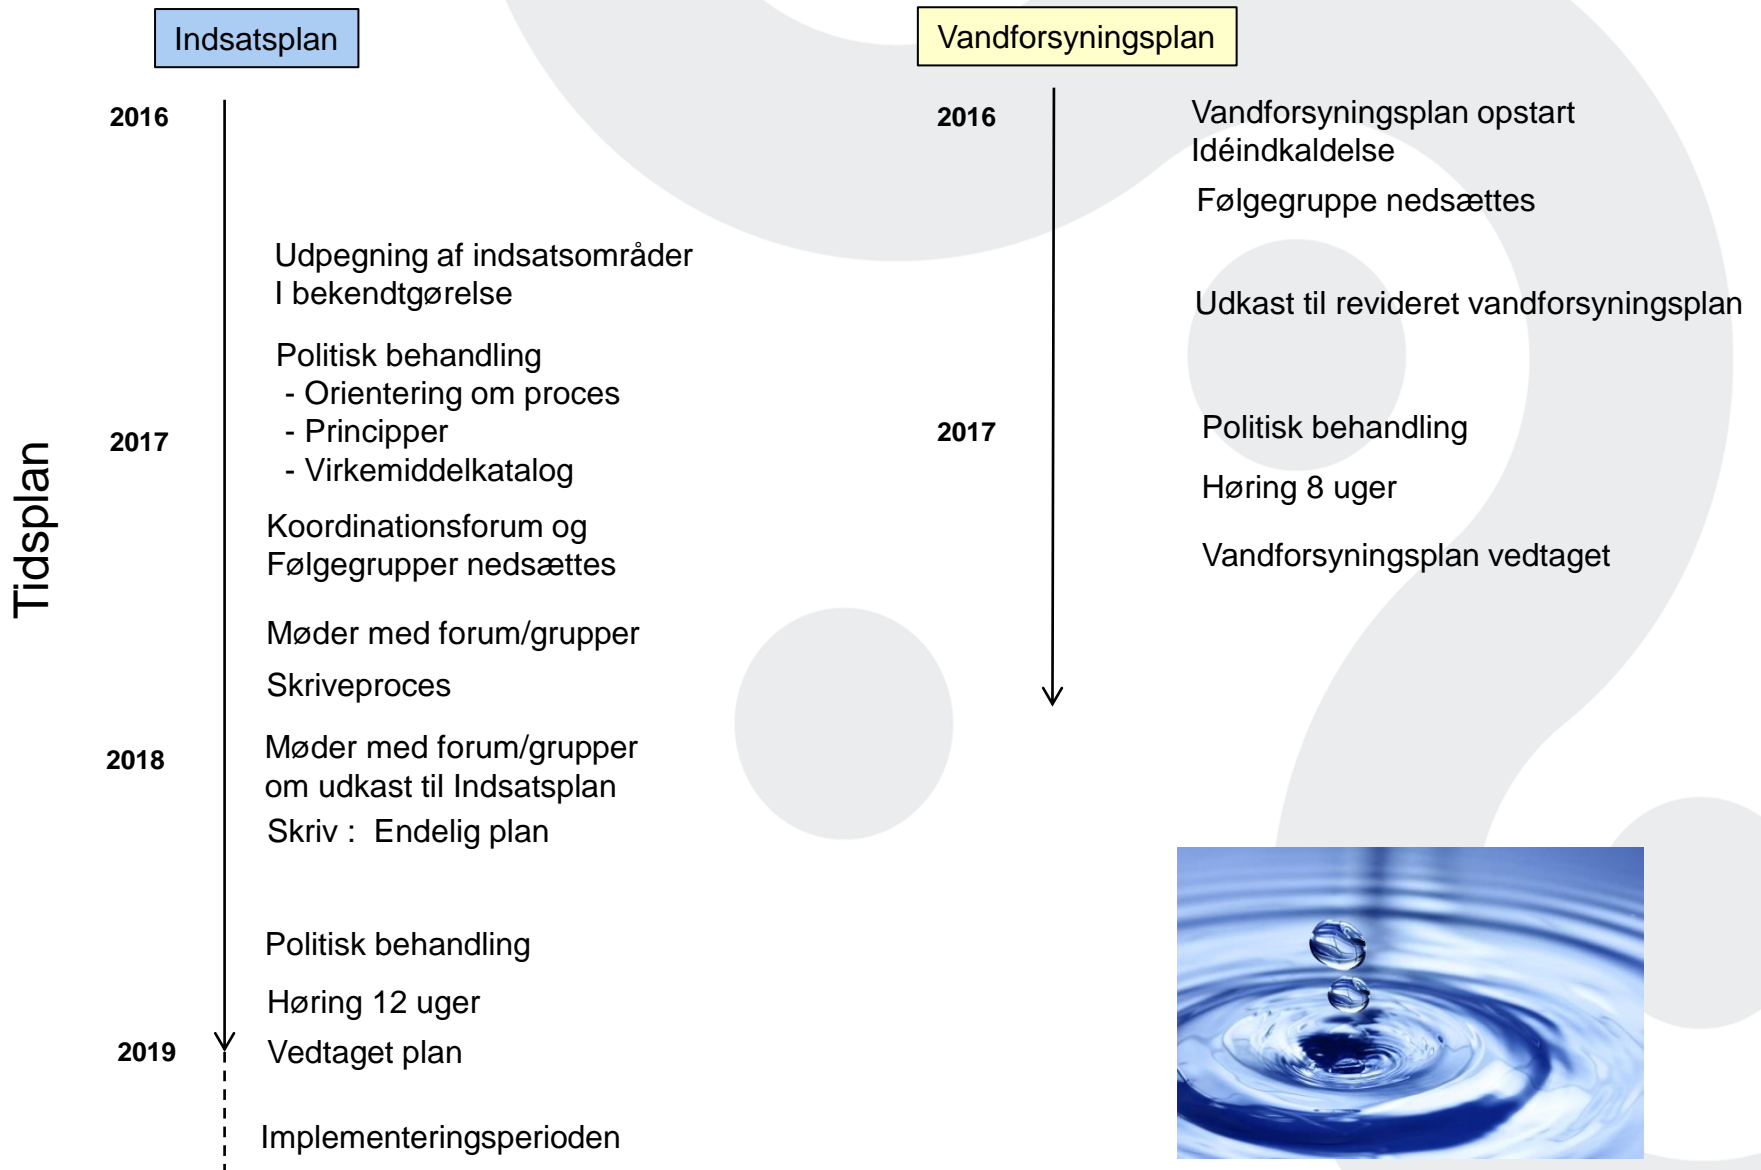 Tidsplan
Indsatsplan
2016
Udpegning af indsatsområder
I bekendtgørelse
Politisk behandling
- Orientering om proces
- Principper
2017
- Virkemiddelkatalog
Koordinationsforum og
Følgegrupper nedsættes
Møder med forum/grupper
Skriveproces
2018
Møder med forum/grupper
om udkast til Indsatsplan
Skriv : Endelig plan
Politisk behandling
Høring 12 uger
2019
Vedtaget plan
Implementeringsperioden
Vandforsyningsplan
2016
Vandforsyningsplan opstart
Idéindkaldelse
Følgegruppe nedsættes
Udkast til revideret vandforsyningsplan
2017
Politisk behandling
Høring 8 uger
Vandforsyningsplan vedtaget